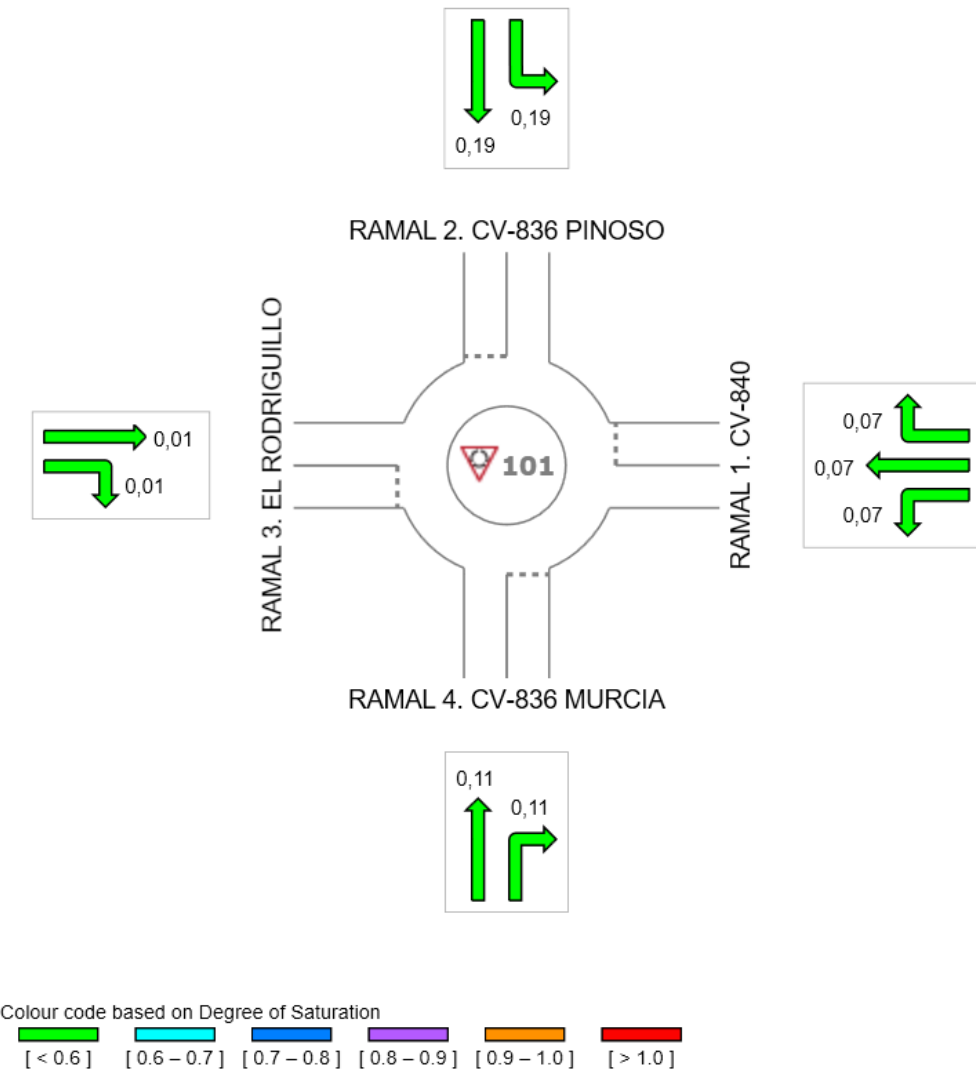 0,19
0,19
RAMAL 2. CV-836 PINOSO
RAMAL 3. EL RODRIGUILLO
0,01
0,01
101
RAMAL 1. CV-840
0,07
0,07
0,07
RAMAL 4. CV-836 MURCIA
0,11
0,11
Colour code based on Degree of Saturation
[ < 0.6 ] [ 0.6 – 0.7 ] [ 0.7 – 0.8 ] [ 0.8 – 0.9 ] [ 0.9 – 1.0 ] [ > 1.0 ]